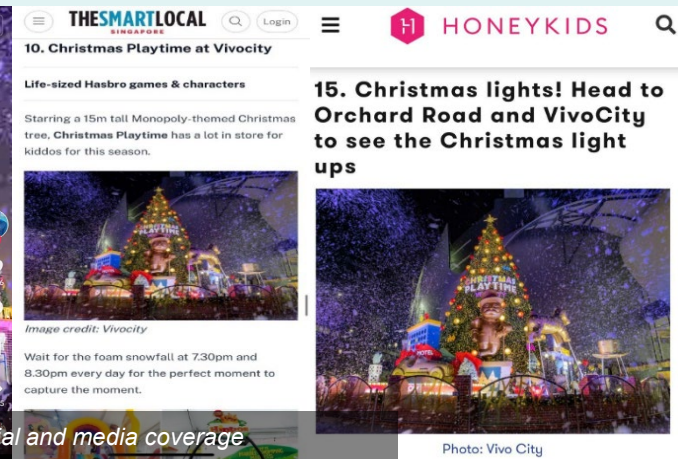 THESMARTLOCAL
SINGAPORE
Login
10. Christmas Playtime at Vivocity
Life-sized Hasbro games & characters
Starring a 15m tall Monopoly-themed Christmas
tree, Christmas Playtime has a lot in store for
kiddos for this season.
CHRISTMAS
PLAYTIME
Image credit: Vivocity
Wait for the foam snowfall at 7.30pm and
8.30pm every day for the perfect moment to
capture the moment.
ial and media coverage
HONEYKIDS
15. Christmas lights! Head to
Orchard Road and VivoCity
to see the Christmas light
ups
CHRISTMAS
PLAYTIME
HOTEL
Photo: Vivo City